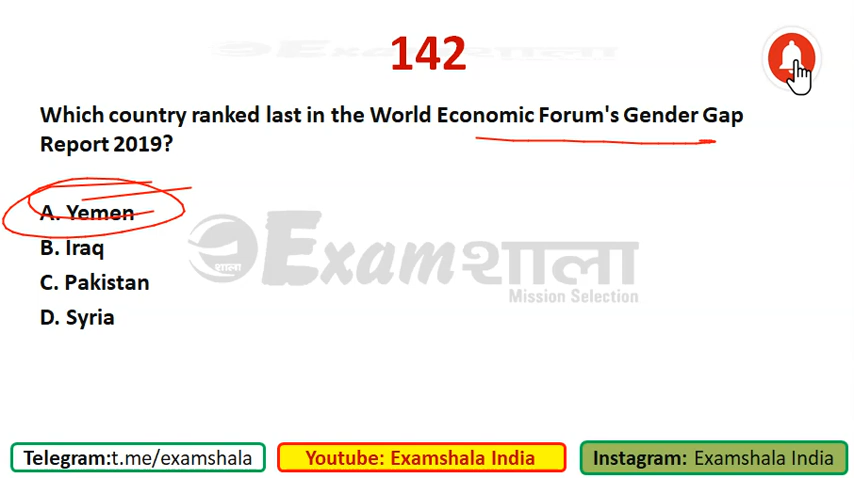 142
Which country ranked last in the World Economic Forum's Gender Gap
Report 2019?
A. Yemen
B. Iraq
C. Pakistan
D. Syria
शाला
Examशाला
Mission Selection
Telegram:t.me/examshala
Youtube: Examshala India
Instagram: Examshala India